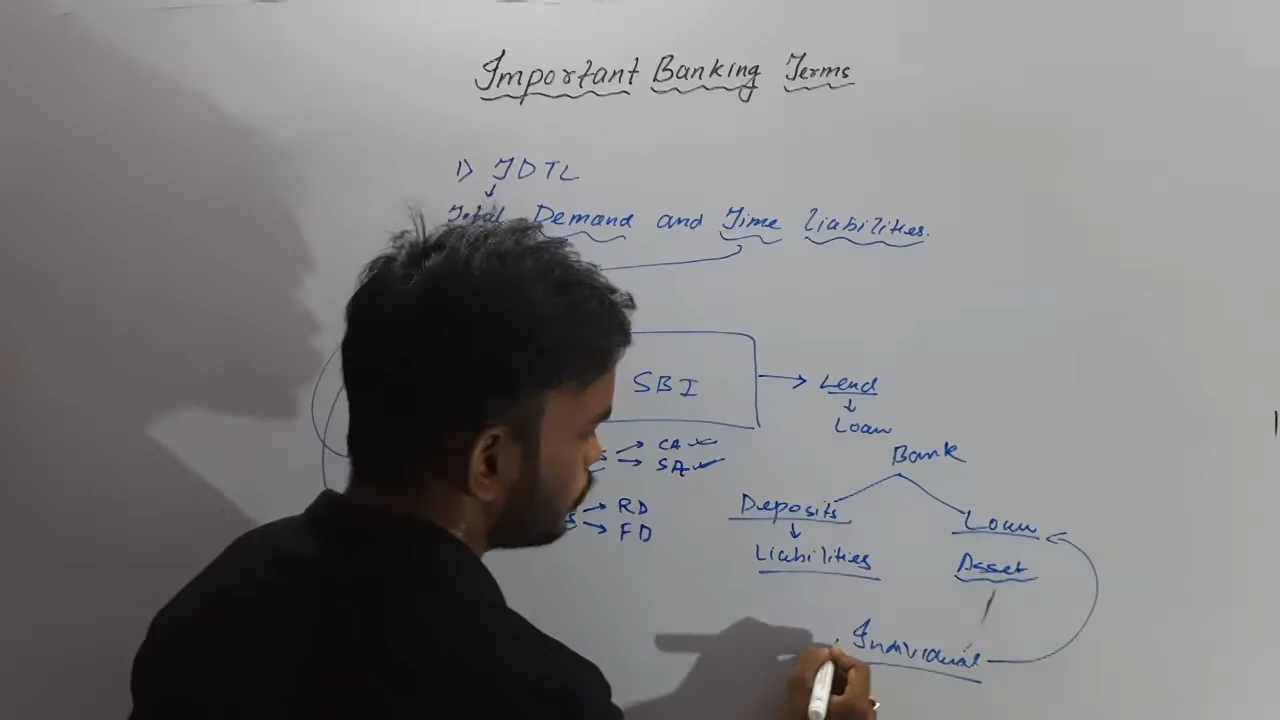 Important Banking Terms
1) TDTL
Total Demand and Time Liabilities.
SBI
Lend
Loan
CA
SA
Bank
RD
FD
Deposits
Loan
Liabilities
Asset
Individual